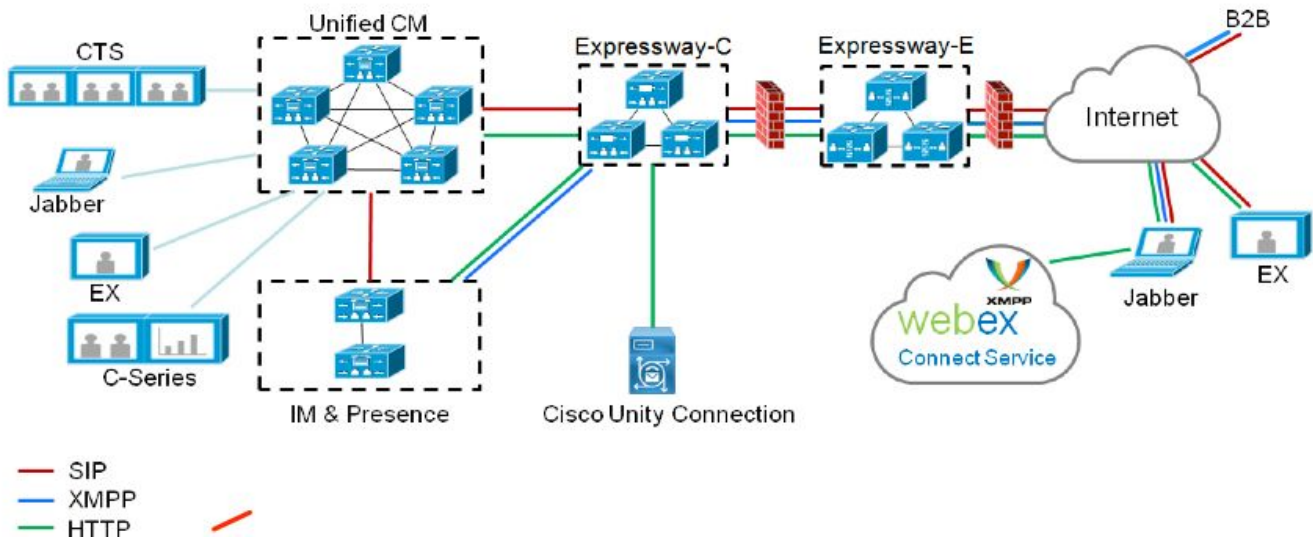 Unified CM
B2B
CTS
Expressway-C
Expressway-E
Internet
Jabber
EX
XMPP
webex
Connect Service
Jabber
EX
C-Series
IM & Presence
Cisco Unity Connection
SIP
XMPP
HTTP